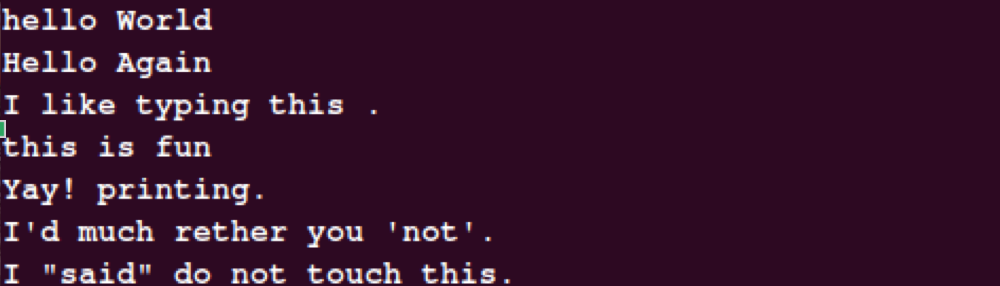 hello World
Hello Again
I like typing this .
this is fun
Yay! printing.
I'd much rether you 'not'.
I "said" do not touch this.